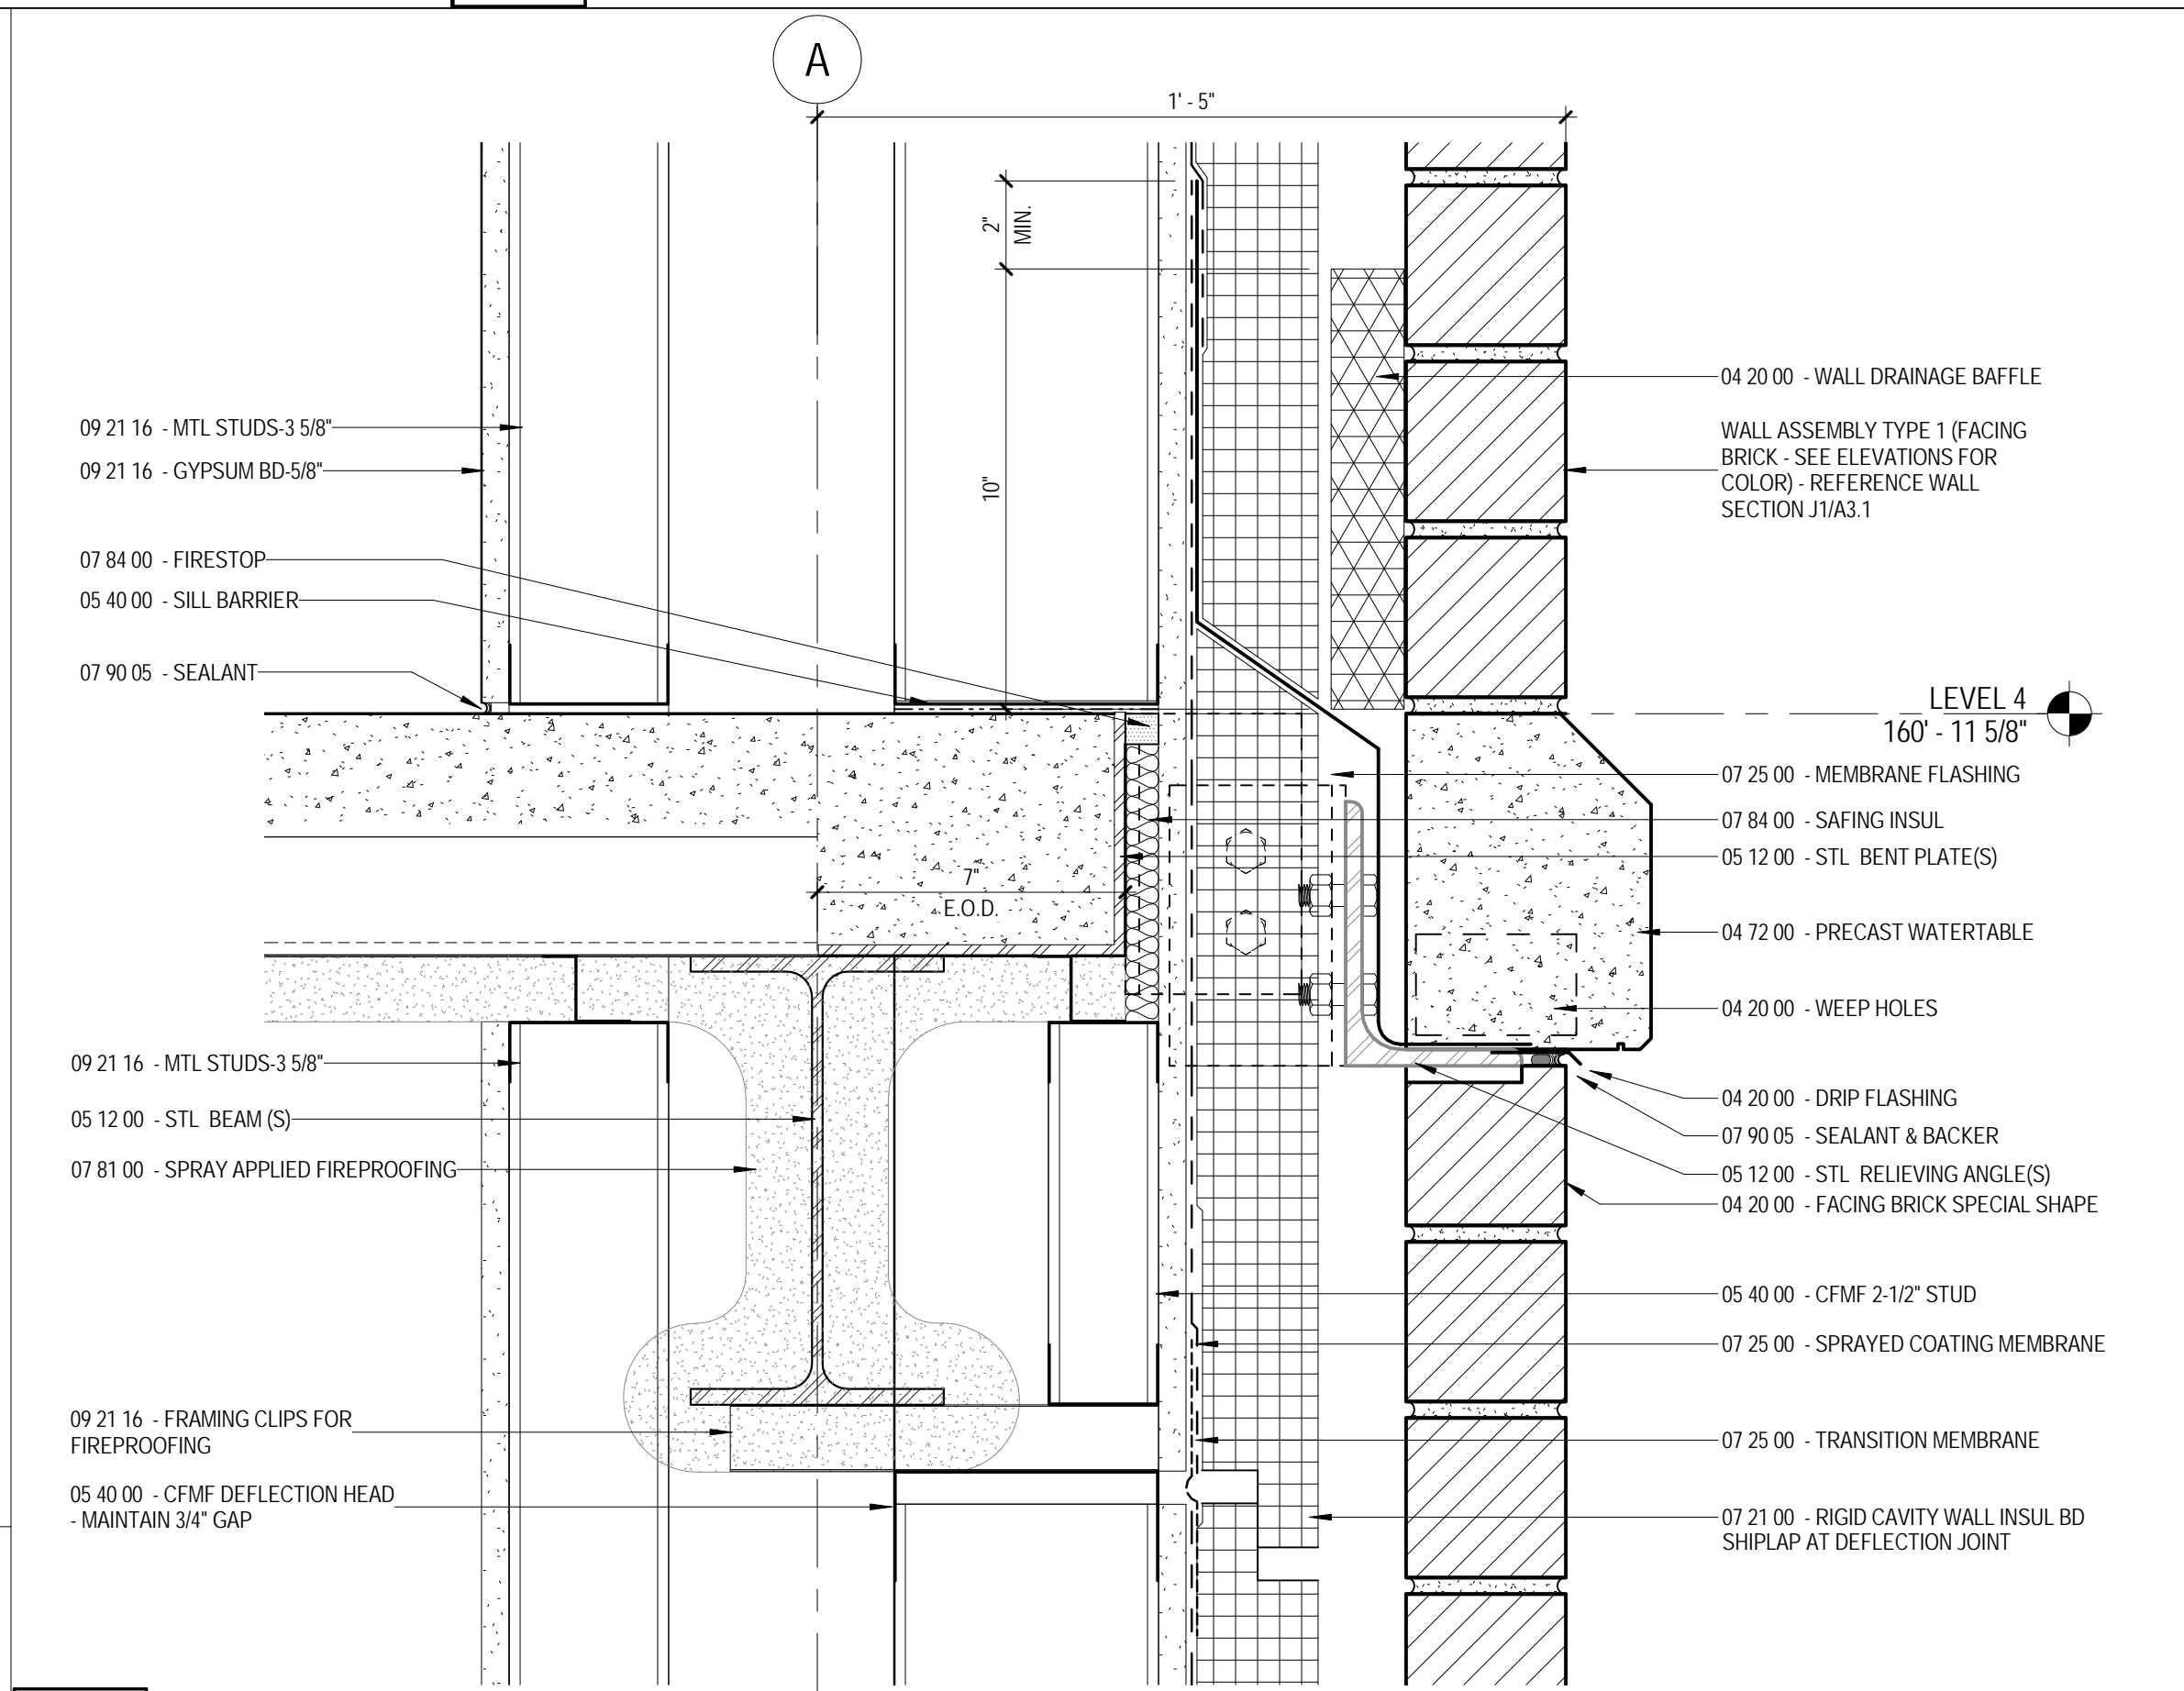 A
1' - 5"
2"
MIN.
10"
09 21 16 - MTL STUDS-3 5/8"
09 21 16 - GYPSUM BD-5/8"
07 84 00 - FIRESTOP
05 40 00 - SILL BARRIER
07 90 05 - SEALANT
09 21 16 - MTL STUDS-3 5/8"
05 12 00 - STL BEAM (S)
07 81 00 - SPRAY APPLIED FIREPROOFING
09 21 16 - FRAMING CLIPS FOR
FIREPROOFING
05 40 00 - CFMF DEFLECTION HEAD
- MAINTAIN 3/4" GAP
7"
E.O.D.
04 20 00 - WALL DRAINAGE BAFFLE
WALL ASSEMBLY TYPE 1 (FACING
BRICK - SEE ELEVATIONS FOR
COLOR) - REFERENCE WALL
SECTION J1/A3.1
LEVEL 4
160' - 11 5/8"
07 25 00 - MEMBRANE FLASHING
07 84 00 - SAFING INSUL
05 12 00 - STL BENT PLATE(S)
04 72 00 - PRECAST WATERTABLE
04 20 00 - WEEP HOLES
04 20 00 - DRIP FLASHING
07 90 05 - SEALANT & BACKER
05 12 00 - STL RELIEVING ANGLE(S)
04 20 00 - FACING BRICK SPECIAL SHAPE
05 40 00 - CFMF 2-1/2" STUD
07 25 00 - SPRAYED COATING MEMBRANE
07 25 00 - TRANSITION MEMBRANE
07 21 00 - RIGID CAVITY WALL INSUL BD
SHIPLAP AT DEFLECTION JOINT